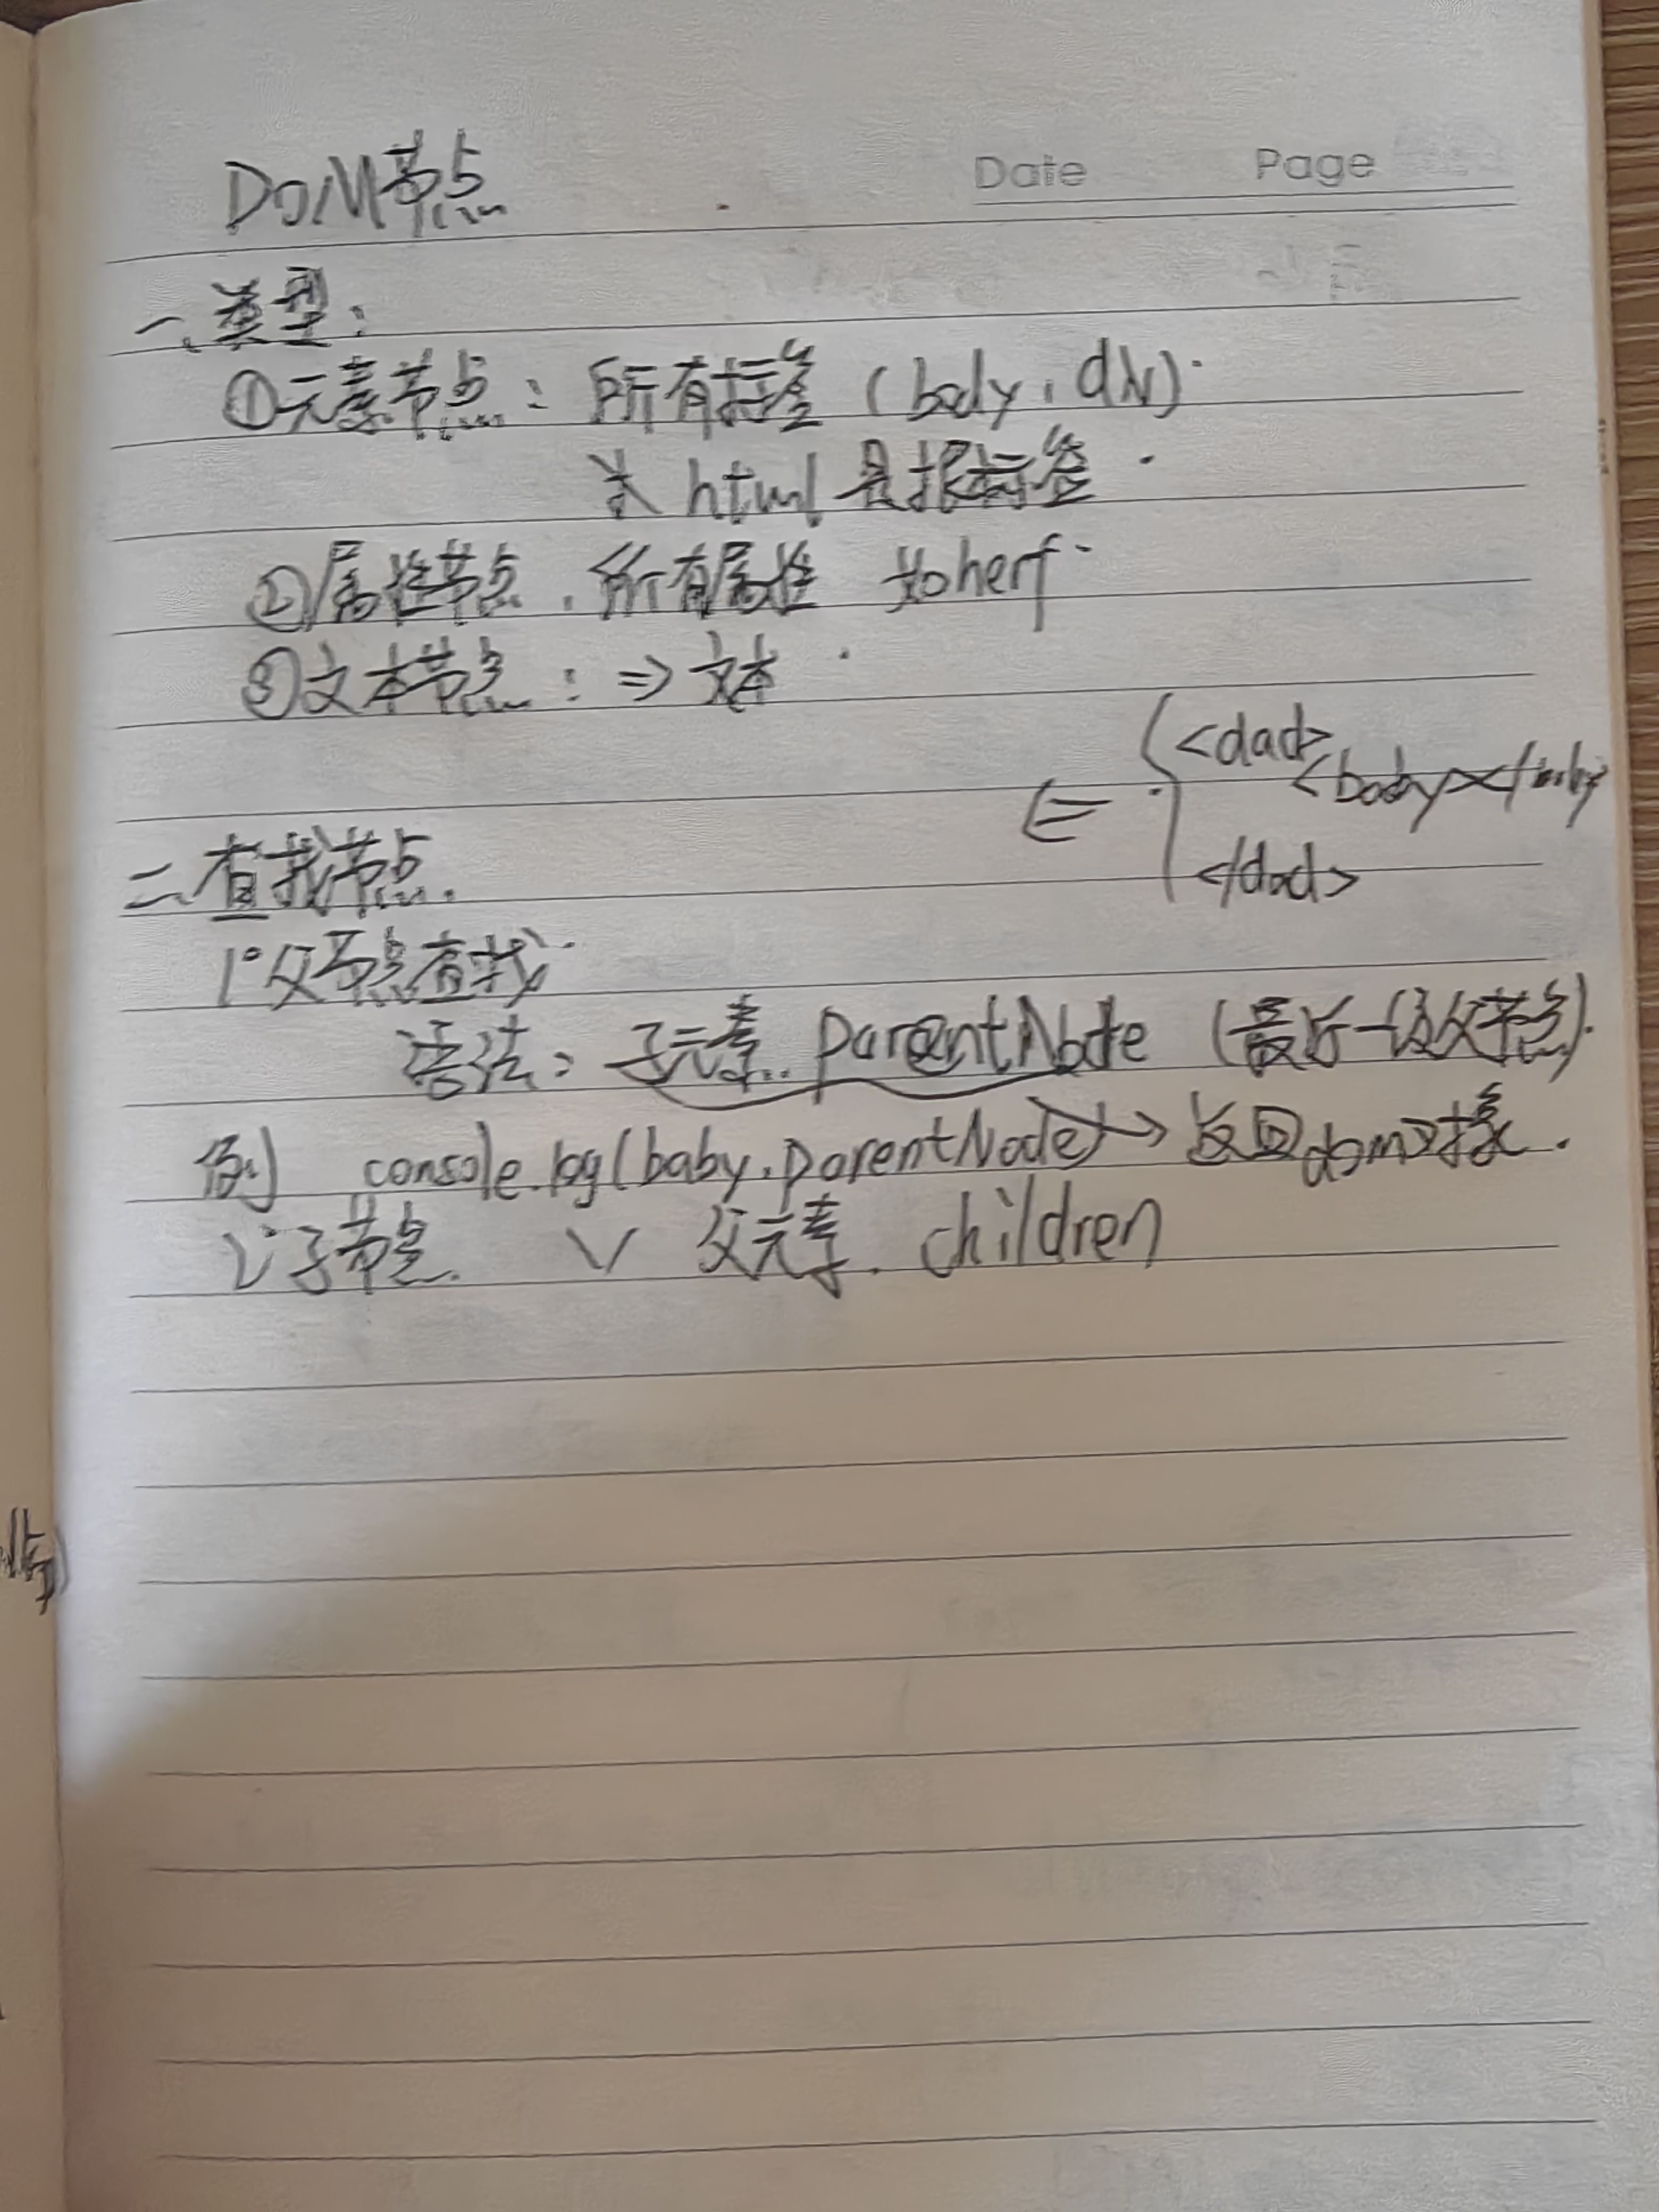 Date Page
DOM节点
一、类型：
①元素节点：所有标签（body，div）.
关 html 是根标签.
②属性节点，所有属性 如herf
③文本节点：⇒文本.
<dad>
<baby></baby>
</dad>
二、查找节点.
1°父节点查找.
语法：子元素.parentNode（最近一级父节点）.
例 console.log(baby.parentNode)→返回dom对象.
2°子节点. ∨ 父元素.children